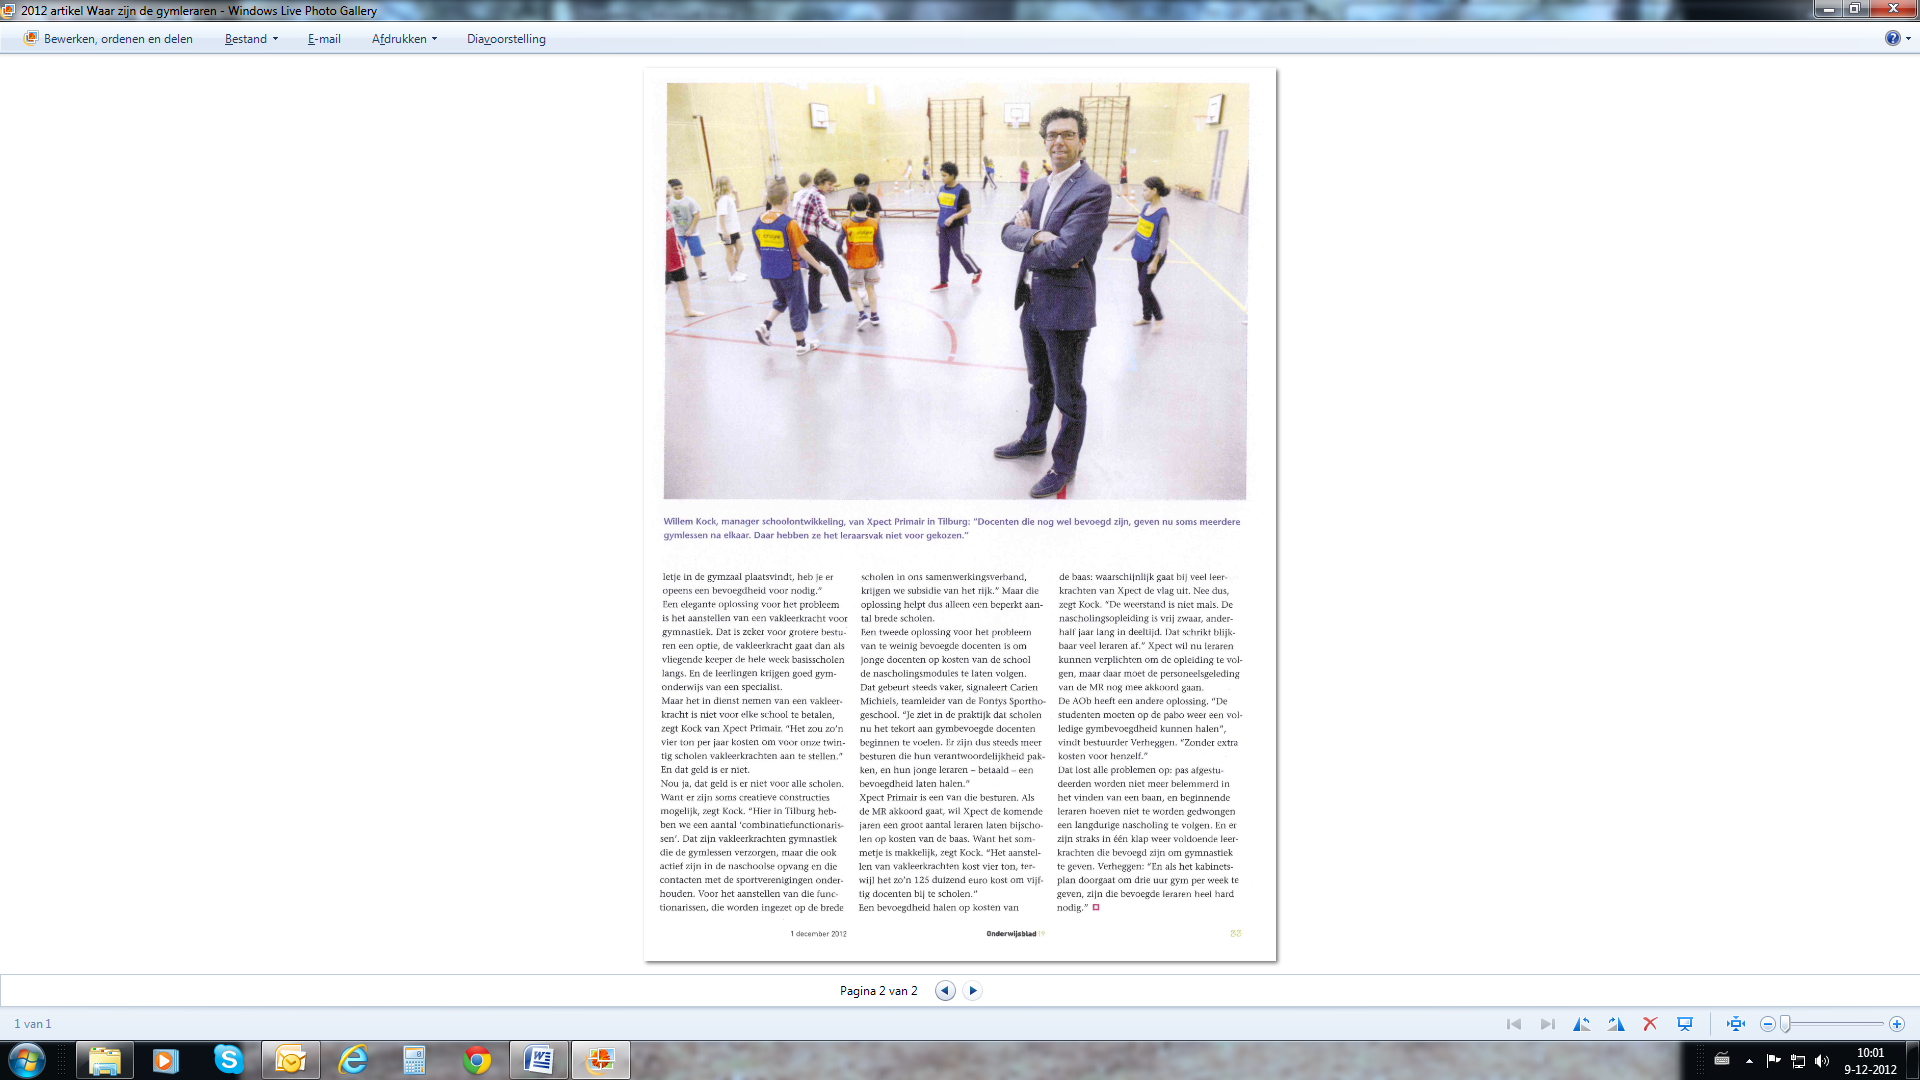 2012 artikel Waar zijn de gymleraren - Windows Live Photo Gallery
Bewerken, ordenen en delen
Bestand
E-mail
Afdrukken
Diavoorstelling
Willem Kock, manager schoolontwikkeling, van Xpect Primair in Tilburg: “Docenten die nog wel bevoegd zijn, geven nu soms meerdere
gymlessen na elkaar. Daar hebben ze het leraarsvak niet voor gekozen.”
letje in de gymzaal plaatsvindt, heb je er
opeens een bevoegdheid voor nodig.”
Een elegante oplossing voor het probleem
is het aanstellen van een vakleerkracht voor
gymnastiek. Dat is zeker voor grotere bestu-
ren een optie, de vakleerkracht gaat dan als
vliegende keeper de hele week basisscholen
langs. En de leerlingen krijgen goed gym-
onderwijs van een specialist.
Maar het in dienst nemen van een vakleer-
kracht is niet voor elke school te betalen,
zegt Kock van Xpect Primair. “Het zou zo’n
vier ton per jaar kosten om voor onze twin-
tig scholen vakleerkrachten aan te stellen.”
En dat geld is er niet.
Nou ja, dat geld is er niet voor alle scholen.
Want er zijn soms creatieve constructies
mogelijk, zegt Kock. “Hier in Tilburg heb-
ben we een aantal ‘combinatiefunctionaris-
sen’. Dat zijn vakleerkrachten gymnastiek
die de gymlessen verzorgen, maar die ook
actief zijn in de naschoolse opvang en die
contacten met de sportverenigingen onder-
houden. Voor het aanstellen van die func-
tionarissen, die worden ingezet op de brede
scholen in ons samenwerkingsverband,
krijgen we subsidie van het rijk.” Maar die
oplossing helpt dus alleen een beperkt aan-
tal brede scholen.
Een tweede oplossing voor het probleem
van te weinig bevoegde docenten is om
jonge docenten op kosten van de school
de nascholingsmodules te laten volgen.
Dat gebeurt steeds vaker, signaleert Carien
Michiels, teamleider van de Fontys Sportho-
geschool. “Je ziet in de praktijk dat scholen
nu het tekort aan gymbevoegde docenten
beginnen te voelen. Er zijn dus steeds meer
besturen die hun verantwoordelijkheid pak-
ken, en hun jonge leraren – betaald – een
bevoegdheid laten halen.”
Xpect Primair is een van die besturen. Als
de MR akkoord gaat, wil Xpect de komende
jaren een groot aantal leraren laten bijscho-
len op kosten van de baas. Want het som-
metje is makkelijk, zegt Kock. “Het aanstel-
len van vakleerkrachten kost vier ton, ter-
wijl het zo’n 125 duizend euro kost om vijf-
tig docenten bij te scholen.”
Een bevoegdheid halen op kosten van
de baas: waarschijnlijk gaat bij veel leer-
krachten van Xpect de vlag uit. Nee dus,
zegt Kock. “De weerstand is niet mals. De
nascholingsopleiding is vrij zwaar, ander-
half jaar lang in deeltijd. Dat schrikt blijk-
baar veel leraren af.” Xpect wil nu leraren
kunnen verplichten om de opleiding te vol-
gen, maar daar moet de personeelsgeleding
van de MR nog mee akkoord gaan.
De AOb heeft een andere oplossing. “De
studenten moeten op de pabo weer een vol-
ledige gymbevoegdheid kunnen halen”,
vindt bestuurder Verheggen. “Zonder extra
kosten voor henzelf.”
Dat lost alle problemen op: pas afgestu-
deerden worden niet meer belemmerd in
het vinden van een baan, en beginnende
leraren hoeven niet te worden gedwongen
een langdurige nascholing te volgen. En er
zijn straks in één klap weer voldoende leer-
krachten die bevoegd zijn om gymnastiek
te geven. Verheggen: “En als het kabinets-
plan doorgaat om drie uur gym per week te
geven, zijn die bevoegde leraren heel hard
nodig.”
1 december 2012
Onderwijsblad 19
33
Pagina 2 van 2
1 van 1
10:01
9-12-2012